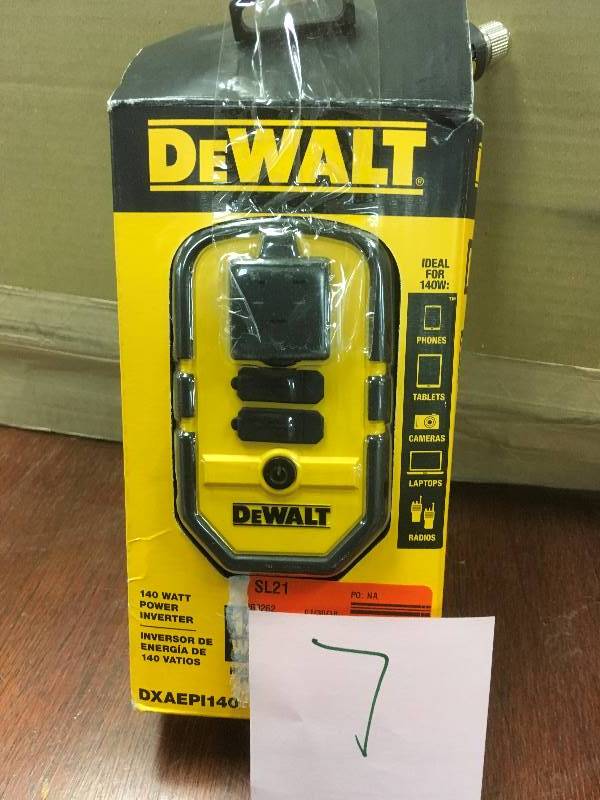 DEWALT®
IDEAL
FOR
140W:
™
PHONES
TABLETS
CAMERAS
LAPTOPS
RADIOS
DEWALT
140 WATT
POWER
INVERTER
INVERSOR DE
ENERGÍA DE
140 VATIOS
DXAEPI140
SL21
PO: NA
7